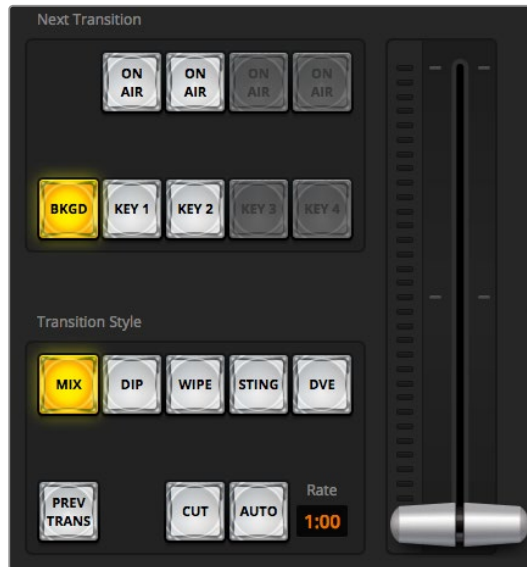 Next Transition
ON AIR
ON AIR
ON AIR
ON AIR
BKGD
KEY 1
KEY 2
KEY 3
KEY 4
Transition Style
MIX
DIP
WIPE
STING
DVE
PREV TRANS
CUT
AUTO
Rate
1:00